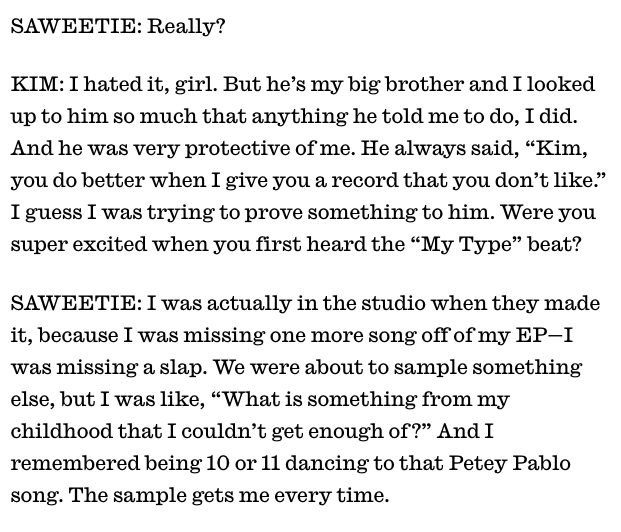 SAWEETIE: Really?
KIM: I hated it, girl. But he’s my big brother and I looked
up to him so much that anything he told me to do, I did.
And he was very protective of me. He always said, “Kim,
you do better when I give you a record that you don’t like.”
I guess I was trying to prove something to him. Were you
super excited when you first heard the “My Type” beat?
SAWEETIE: I was actually in the studio when they made
it, because I was missing one more song off of my EP—I
was missing a slap. We were about to sample something
else, but I was like, “What is something from my
childhood that I couldn’t get enough of?” And I
remembered being 10 or 11 dancing to that Petey Pablo
song. The sample gets me every time.